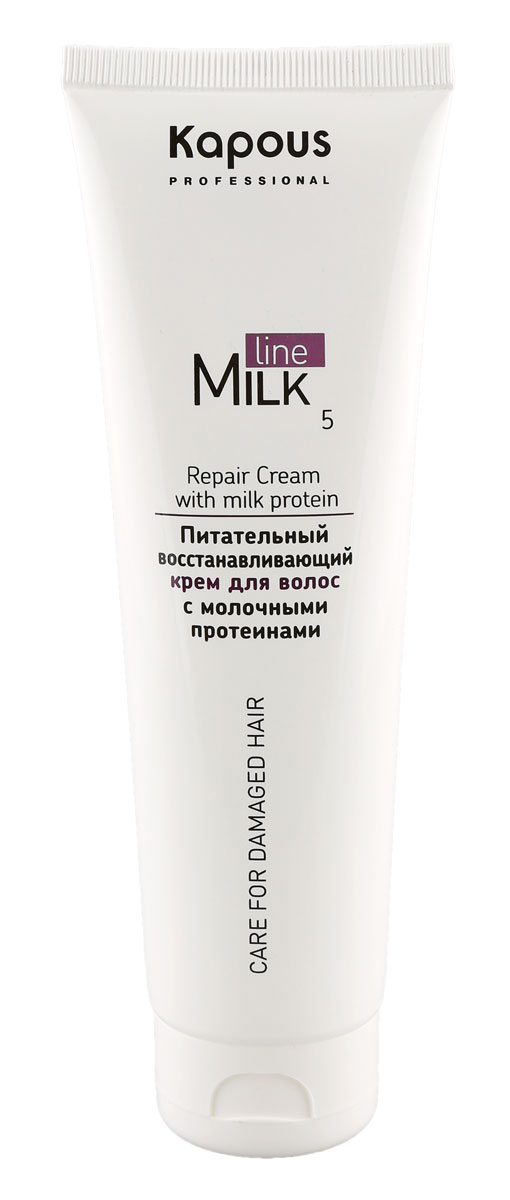 Kapous
PROFESSIONAL
line
MILK
5
Repair Cream
with milk protein
Питательный
восстанавливающий
крем для волос
с молочными
протеинами
CARE FOR DAMAGED HAIR